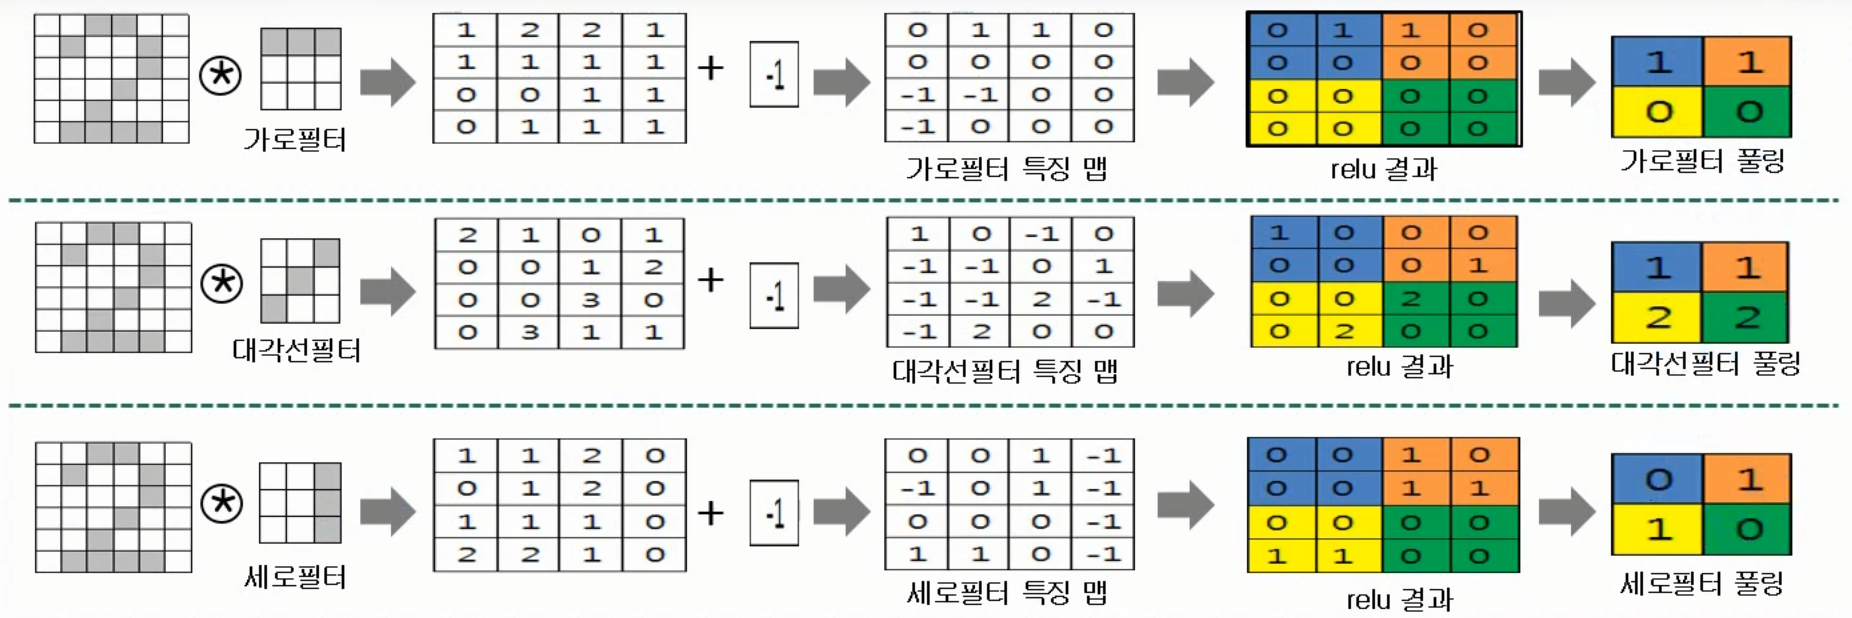 1 2 2 1
1 1 1 1
0 0 1 1
0 1 1 1
+ -1
0 1 1 0
0 0 0 0
-1 -1 0 0
-1 0 0 0
0 1 1 0
0 0 0 0
0 0 0 0
0 0 0 0
1 1
0 0
가로필터
가로필터 특징 맵
relu 결과
가로필터 풀링
2 1 0 1
0 0 1 2
0 0 3 0
0 3 1 1
+ -1
1 0 -1 0
-1 -1 0 1
-1 -1 2 -1
-1 2 0 0
1 0 0 0
0 0 0 1
0 0 2 0
0 2 0 0
1 1
2 2
대각선필터
대각선필터 특징 맵
relu 결과
대각선필터 풀링
1 1 2 0
0 1 2 0
1 1 1 0
2 2 1 0
+ -1
0 0 1 -1
-1 0 1 -1
0 0 0 -1
1 1 0 -1
0 0 1 0
0 0 1 1
0 0 0 0
1 1 0 0
0 1
1 0
세로필터
세로필터 특징 맵
relu 결과
세로필터 풀링